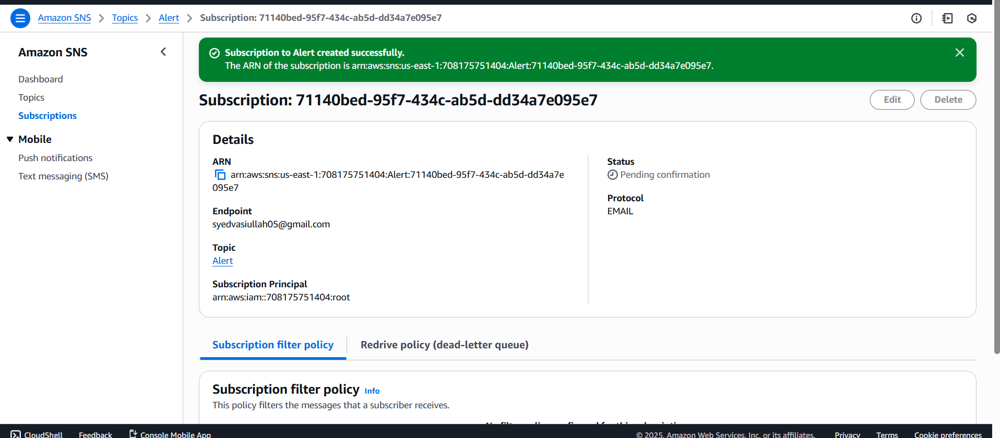 Amazon SNS > Topics > Alert > Subscription: 71140bed-95f7-434c-ab5d-dd34a7e095e7
Amazon SNS
Dashboard
Topics
Subscriptions
Mobile
Push notifications
Text messaging (SMS)
Subscription to Alert created successfully.
The ARN of the subscription is arn:aws:sns:us-east-1:708175751404:Alert:71140bed-95f7-434c-ab5d-dd34a7e095e7.
Subscription: 71140bed-95f7-434c-ab5d-dd34a7e095e7
Edit
Delete
Details
ARN
arn:aws:sns:us-east-1:708175751404:Alert:71140bed-95f7-434c-ab5d-dd34a7e
095e7
Endpoint
syedvasiullah05@gmail.com
Topic
Alert
Subscription Principal
arn:aws:iam::708175751404:root
Status
Pending confirmation
Protocol
EMAIL
Subscription filter policy
Redrive policy (dead-letter queue)
Subscription filter policy Info
This policy filters the messages that a subscriber receives.
CloudShell
Feedback
Console Mobile App
© 2025, Amazon Web Services, Inc. or its affiliates.
Privacy
Terms
Cookie preferences